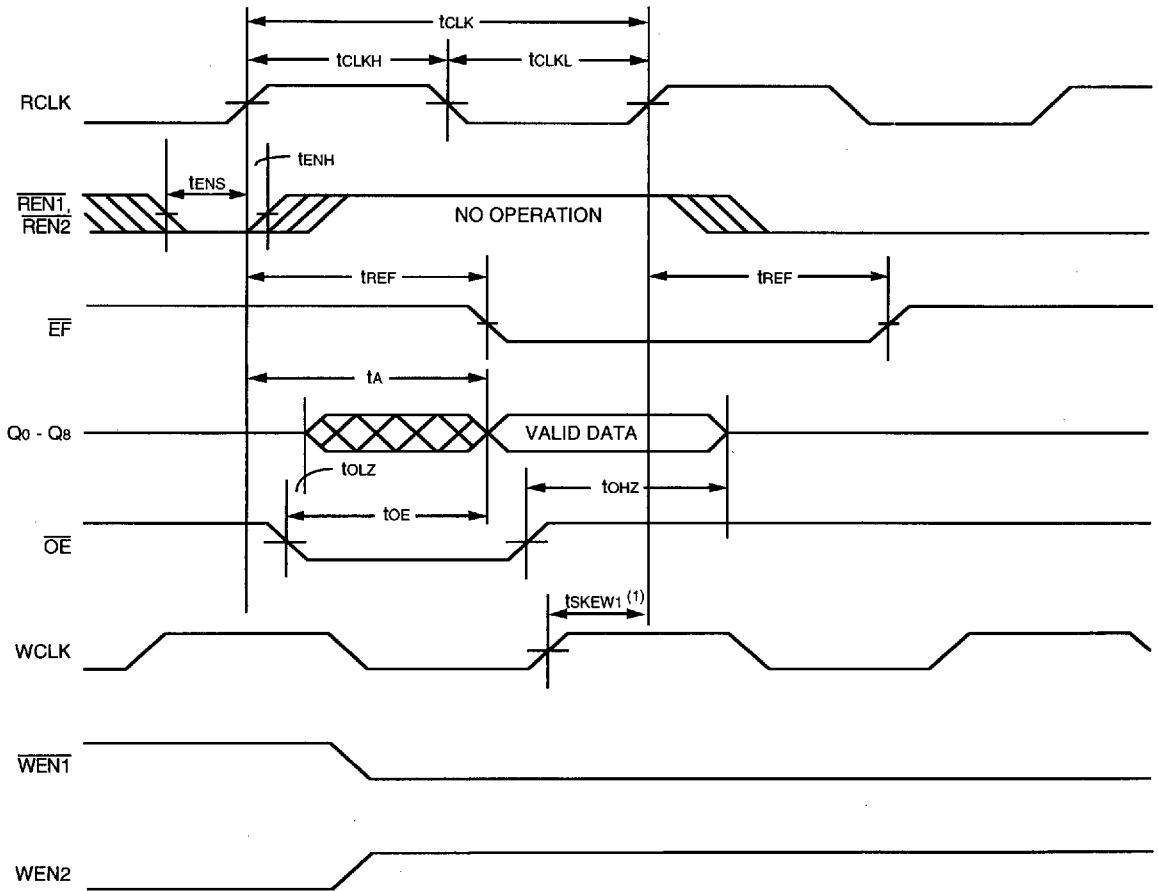 tCLK
tCLKH
tCLKL
RCLK
tENH
tENS
REN1,
REN2
NO OPERATION
tREF
tREF
EF
tA
Q0 - Q8
VALID DATA
tOLZ
tOHZ
tOE
OE
tSKEW1 (1)
WCLK
WEN1
WEN2